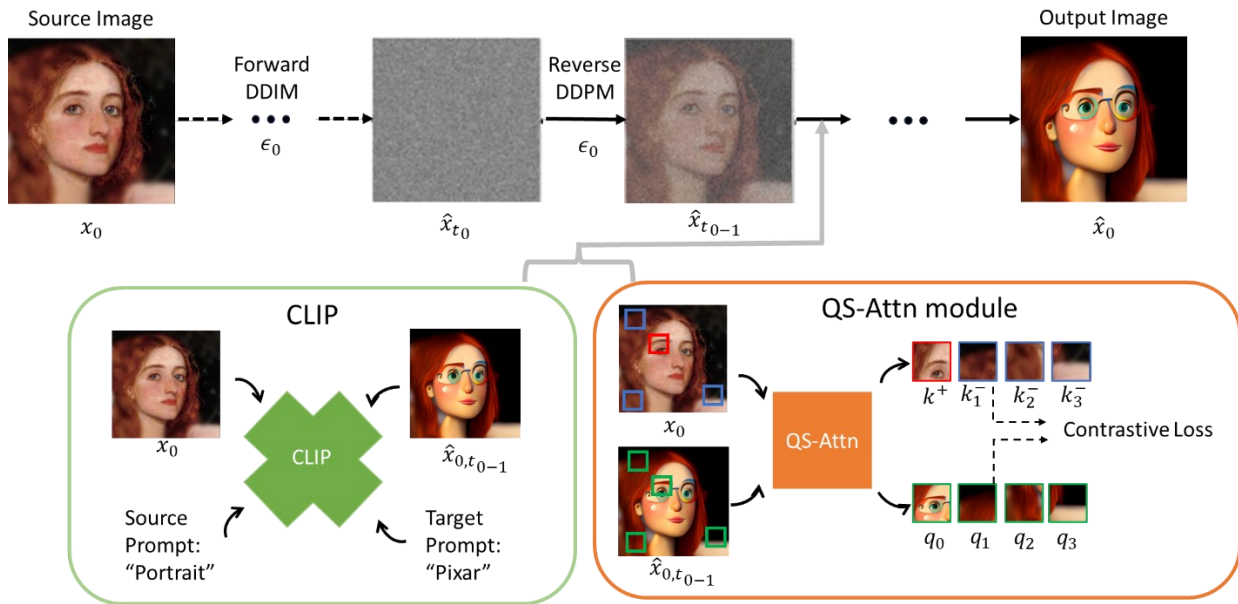 Source Image
Forward
DDIM
ϵ₀
Reverse
DDPM
ϵ₀
Output Image
x₀
x̂_{t₀}
x̂_{t₀₋₁}
x̂₀
CLIP
x₀
x̂_{0,t₀₋₁}
CLIP
Source
Prompt:
“Portrait”
Target
Prompt:
“Pixar”
QS-Attn module
x₀
x̂_{0,t₀₋₁}
QS-Attn
k⁺ k₁⁻ k₂⁻ k₃⁻
Contrastive Loss
q₀ q₁ q₂ q₃